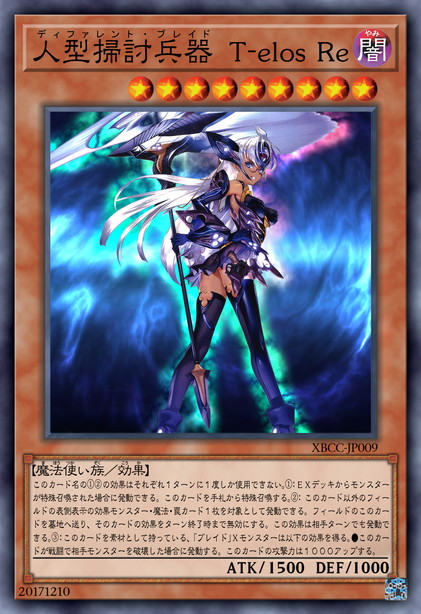 ディファレント・ブレイド
人型掃討兵器 T-elos Re
やみ
闇
XBCC-JP009
【魔法使い族／効果】
このカード名の①②の効果はそれぞれ1ターンに1度しか使用できない。①：EXデッキからモンスター
が特殊召喚された場合に発動できる。このカードを手札から特殊召喚する。②：このカード以外のフィー
ルドの表側表示の効果モンスター・魔法・罠カード1枚を対象として発動できる。フィールドのこのカー
ドを墓地へ送り、そのカードの効果をターン終了時まで無効にする。この効果は相手ターンでも発動で
きる。③：このカードを素材として持っている、「ブレイド」Xモンスターは以下の効果を得る。●このカー
ドが戦闘で相手モンスターを破壊した場合に発動する。このカードの攻撃力は1000アップする。
ATK/1500 DEF/1000
20171210